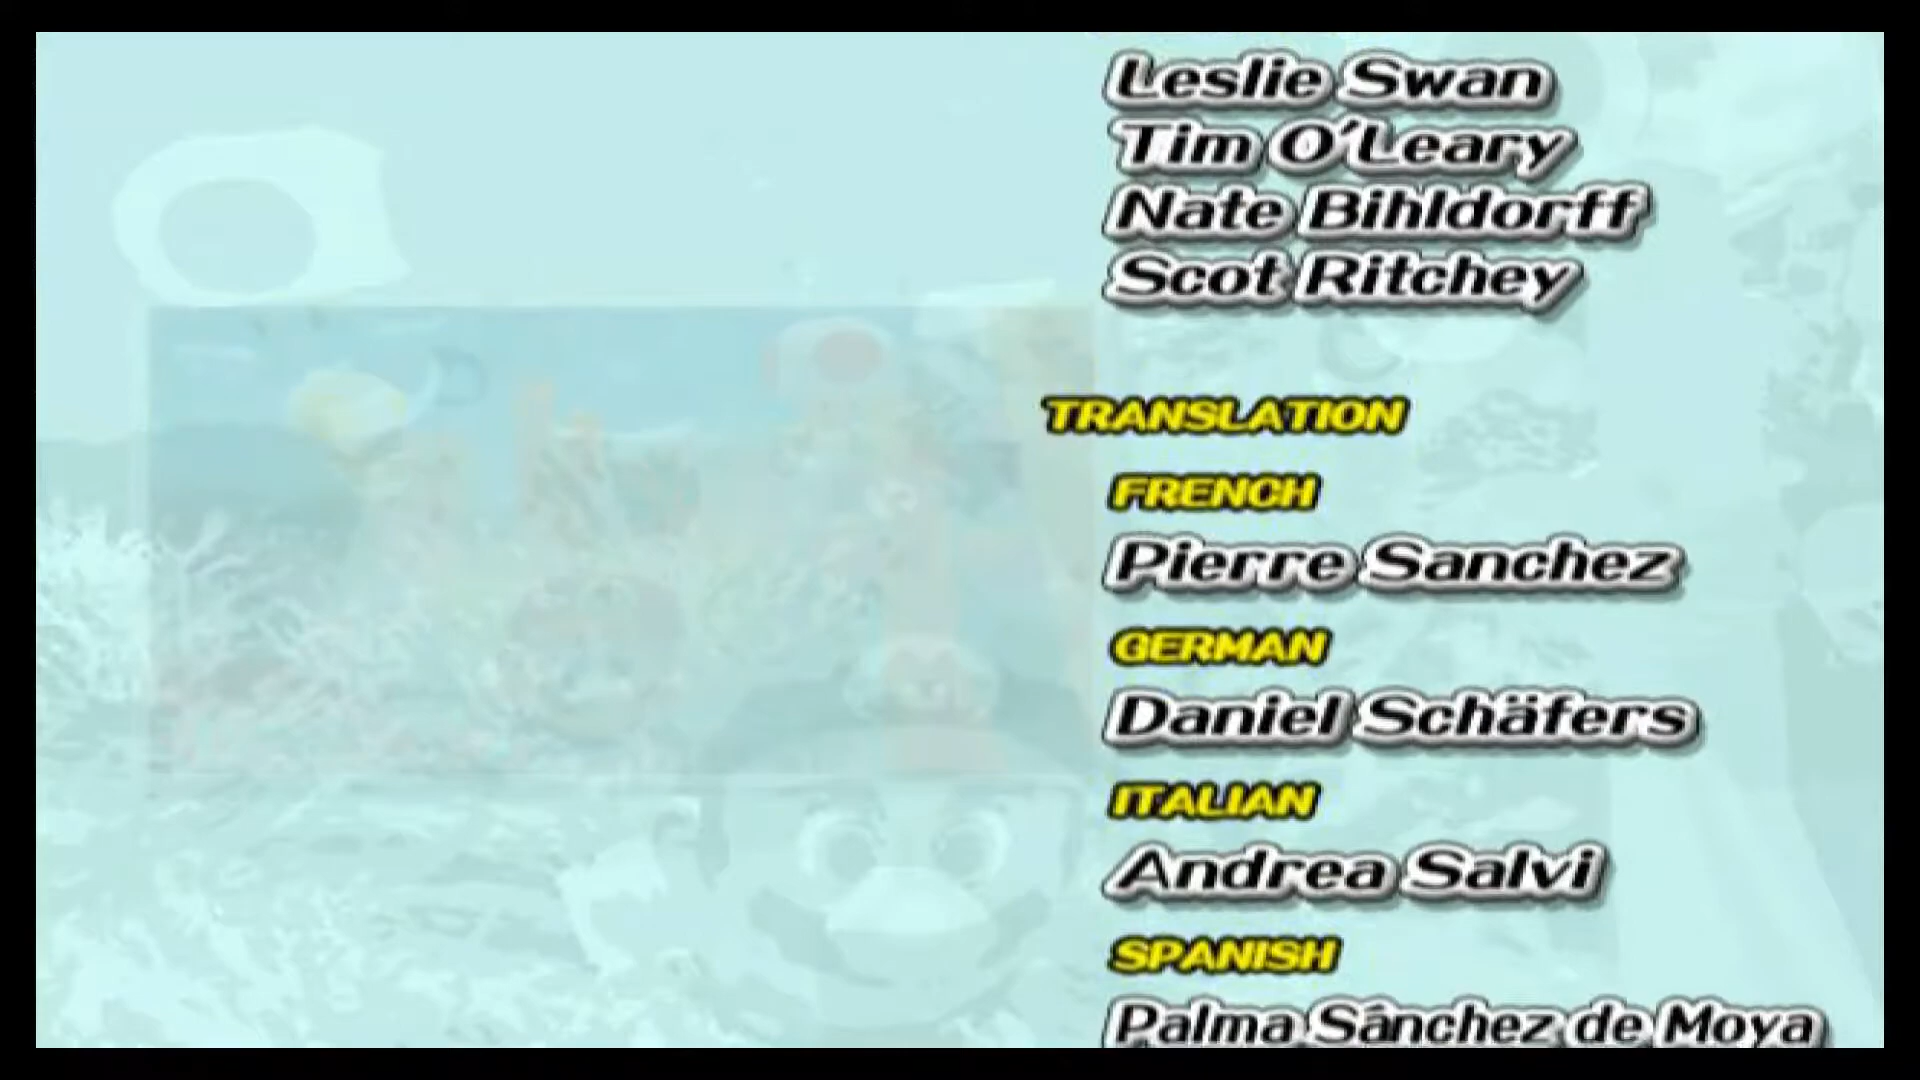 Leslie Swan
Tim O'Leary
Nate Bihldorff
Scot Ritchey
TRANSLATION
FRENCH
Pierre Sanchez
GERMAN
Daniel Schäfers
ITALIAN
Andrea Salvi
SPANISH
Palma Sánchez de Moya